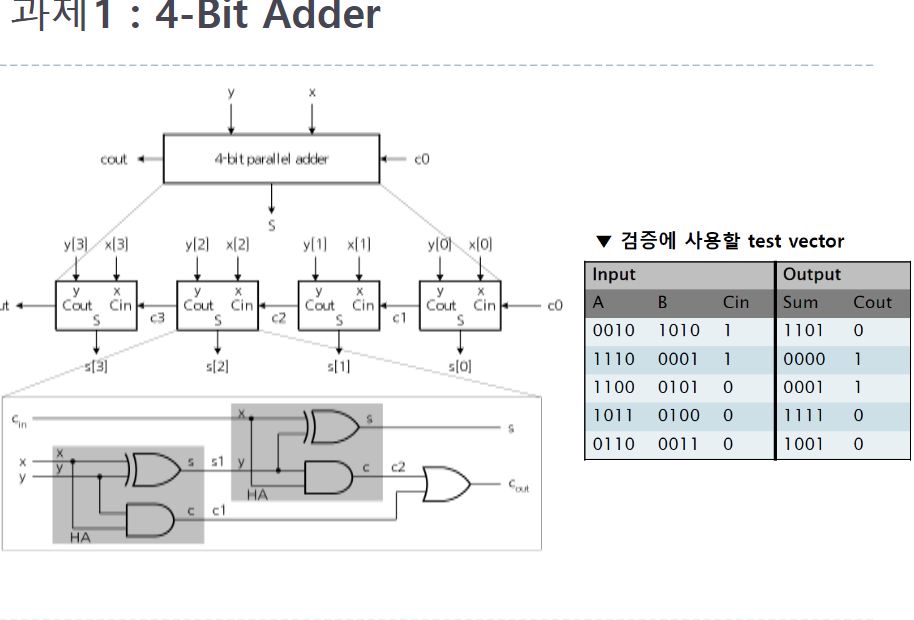 과제1 : 4-Bit Adder
y x
cout 4-bit parallel adder c0
S
y[3] x[3] y[2] x[2] y[1] x[1] y[0] x[0]
y x y x y x y x
ut Cout Cin Cout Cin Cout Cin Cout Cin c0
S c3 S c2 S c1 S
s[3] s[2] s[1] s[0]
cin x s s
x x s s1 y c c2 cout
y y HA
c c1
HA
▼ 검증에 사용할 test vector
Input Output
A B Cin Sum Cout
0010 1010 1 1101 0
1110 0001 1 0000 1
1100 0101 0 0001 1
1011 0100 0 1111 0
0110 0011 0 1001 0